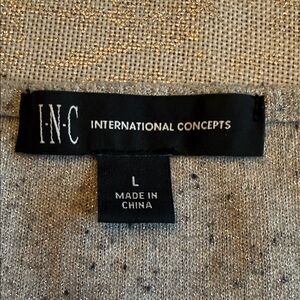 I·N·C INTERNATIONAL CONCEPTS
L
MADE IN
CHINA